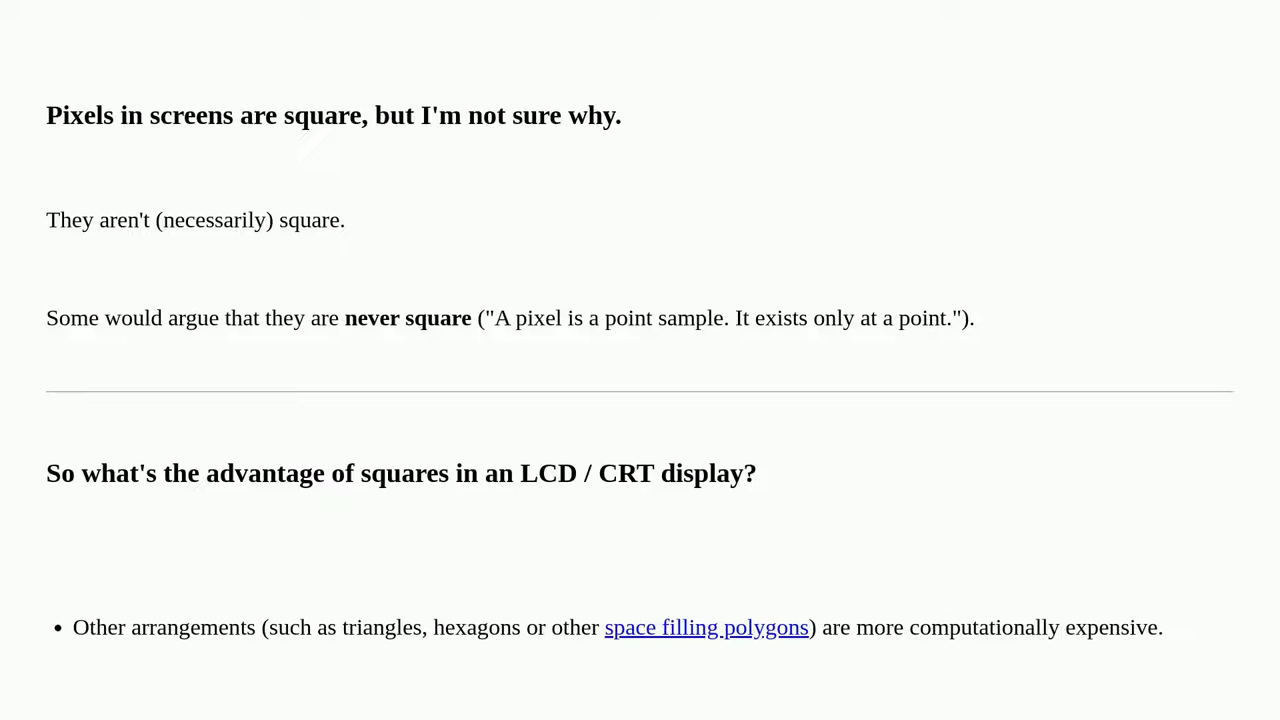 Pixels in screens are square, but I'm not sure why.
They aren't (necessarily) square.
Some would argue that they are never square ("A pixel is a point sample. It exists only at a point.").
So what's the advantage of squares in an LCD / CRT display?
• Other arrangements (such as triangles, hexagons or other space filling polygons) are more computationally expensive.